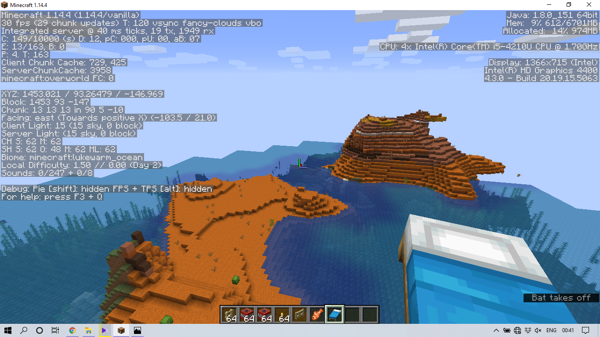 Minecraft 1.14.4
Minecraft 1.14.4 (1.14.4/vanilla)
30 fps (29 chunk updates) T: 120 vsync fancy-clouds vbo
Integrated server @ 40 ms ticks, 19 tx, 1949 rx
C: 149/10000 (s) D: 12, pC: 000, pU: 00, aB: 07
E: 13/163, B: 0
P: 4. T: 163
Client Chunk Cache: 729, 425
ServerChunkCache: 3958
minecraft:overworld FC: 0
XYZ: 1453.021 / 93.26479 / -146.969
Block: 1453 93 -147
Chunk: 13 13 13 in 90 5 -10
Facing: east (Towards positive X) (-103.5 / 21.0)
Client Light: 15 (15 sky, 0 block)
Server Light: (15 sky, 0 block)
CH S: 62 M: 62
SH S: 62 O: 48 M: 62 ML: 62
Biome: minecraft:lukewarm_ocean
Local Difficulty: 1.50 // 0.00 (Day 2)
Sounds: 0/247 + 0/8
Debug: Pie [shift]: hidden FPS + TPS [alt]: hidden
For help: press F3 + Q
Java: 1.8.0_151 64bit
Mem: 9% 612/6701MB
Allocated: 14% 974MB
CPU: 4x Intel(R) Core(TM) i5-4210U CPU @ 1.70GHz
Display: 1366x715 (Intel)
Intel(R) HD Graphics 4400
4.3.0 - Build 20.19.15.5063
Bat takes off
64 64 64 64
ENG 00:41